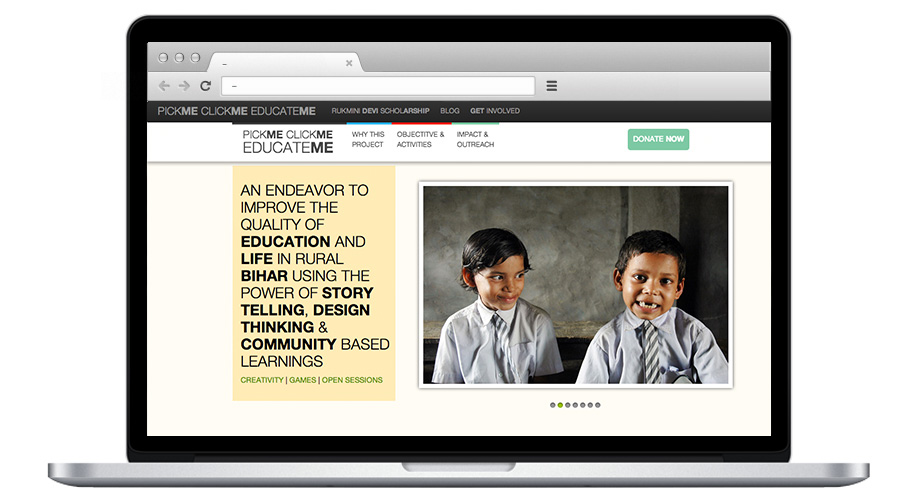 PICKME CLICKME EDUCATEME RUKMINI DEVI SCHOLARSHIP BLOG GET INVOLVED
PICKME CLICKME
EDUCATEME
WHY THIS
PROJECT
OBJECTITVE &
ACTIVITIES
IMPACT &
OUTREACH
DONATE NOW
AN ENDEAVOR TO
IMPROVE THE
QUALITY OF
EDUCATION AND
LIFE IN RURAL
BIHAR USING THE
POWER OF STORY
TELLING, DESIGN
THINKING &
COMMUNITY BASED
LEARNINGS
CREATIVITY | GAMES | OPEN SESSIONS